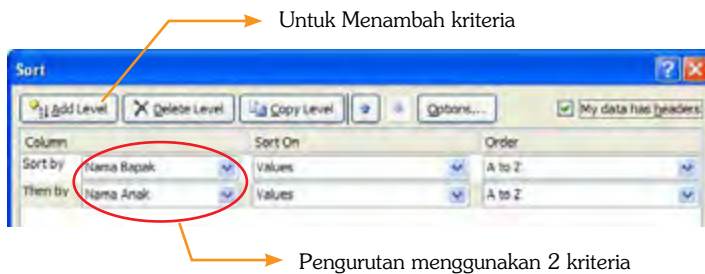 Untuk Menambah kriteria
Sort
Add Level Delete Level Copy Level Options... My data has headers
Column Sort On Order
Sort by Nama Bapak Values A to Z
Then by Nama Anak Values A to Z
Pengurutan menggunakan 2 kriteria